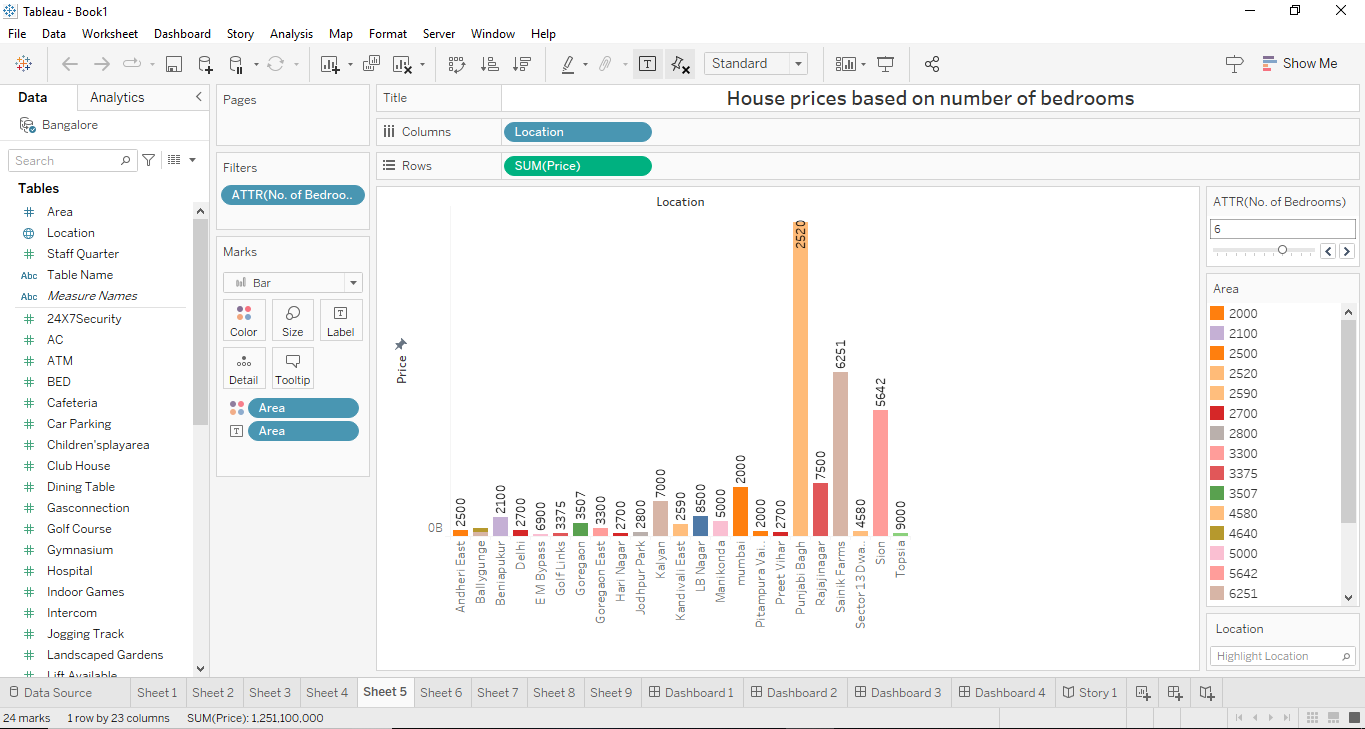 Tableau - Book1
File Data Worksheet Dashboard Story Analysis Map Format Server Window Help
Standard
Show Me
Data Analytics
Bangalore
Search
Tables
Area
Location
Staff Quarter
Abc Table Name
Abc Measure Names
24X7Security
AC
ATM
BED
Cafeteria
Car Parking
Children'splayarea
Club House
Dining Table
Gasconnection
Golf Course
Gymnasium
Hospital
Indoor Games
Intercom
Jogging Track
Landscaped Gardens
Lift Available
Pages
Filters
ATTR(No. of Bedroo..
Marks
Bar
Color Size Label
Detail Tooltip
Area
Area
Title House prices based on number of bedrooms
Columns Location
Rows SUM(Price)
Location
Price
0B
2500 2100 2700 6900 3375 3507 3300 2700 2800 7000 2590 8500 5000 2000 2000 2700 2520 7500 6251 4580 5642 9000
Andheri East
Ballygunge
Beniapukur
Delhi
E M Bypass
Golf Links
Goregaon
Goregaon East
Hari Nagar
Jodhpur Park
Kalyan
Kandivali East
LB Nagar
Manikonda
mumbai
Pitampura Vai..
Preet Vihar
Punjabi Bagh
Rajajinagar
Sainik Farms
Sector 13 Dwa..
Sion
Topsia
ATTR(No. of Bedrooms)
6
Area
2000
2100
2500
2520
2590
2700
2800
3300
3375
3507
4580
4640
5000
5642
6251
Location
Highlight Location
Data Source Sheet 1 Sheet 2 Sheet 3 Sheet 4 Sheet 5 Sheet 6 Sheet 7 Sheet 8 Sheet 9 Dashboard 1 Dashboard 2 Dashboard 3 Dashboard 4 Story 1
24 marks 1 row by 23 columns SUM(Price): 1,251,100,000